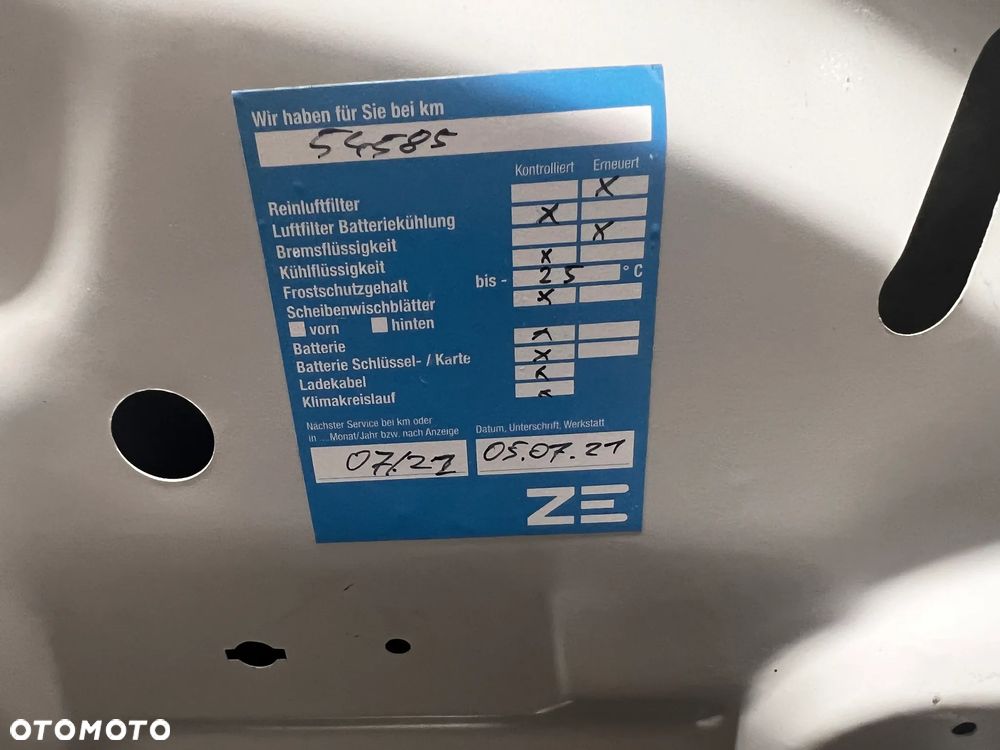 Wir haben für Sie bei km
54585
Kontrolliert Erneuert
Reinluftfilter X
Luftfilter Batteriekühlung X
Bremsflüssigkeit X
Kühlflüssigkeit x
Frostschutzgehalt bis - 25 °C
Scheibenwischblätter x
vorn hinten
Batterie x
Batterie Schlüssel- / Karte x
Ladekabel x
Klimakreislauf x
Nächster Service bei km oder
in ...Monat/Jahr bzw. nach Anzeige
07/21
Datum, Unterschrift, Werkstatt
05.07.21
ZE
OTOMOTO